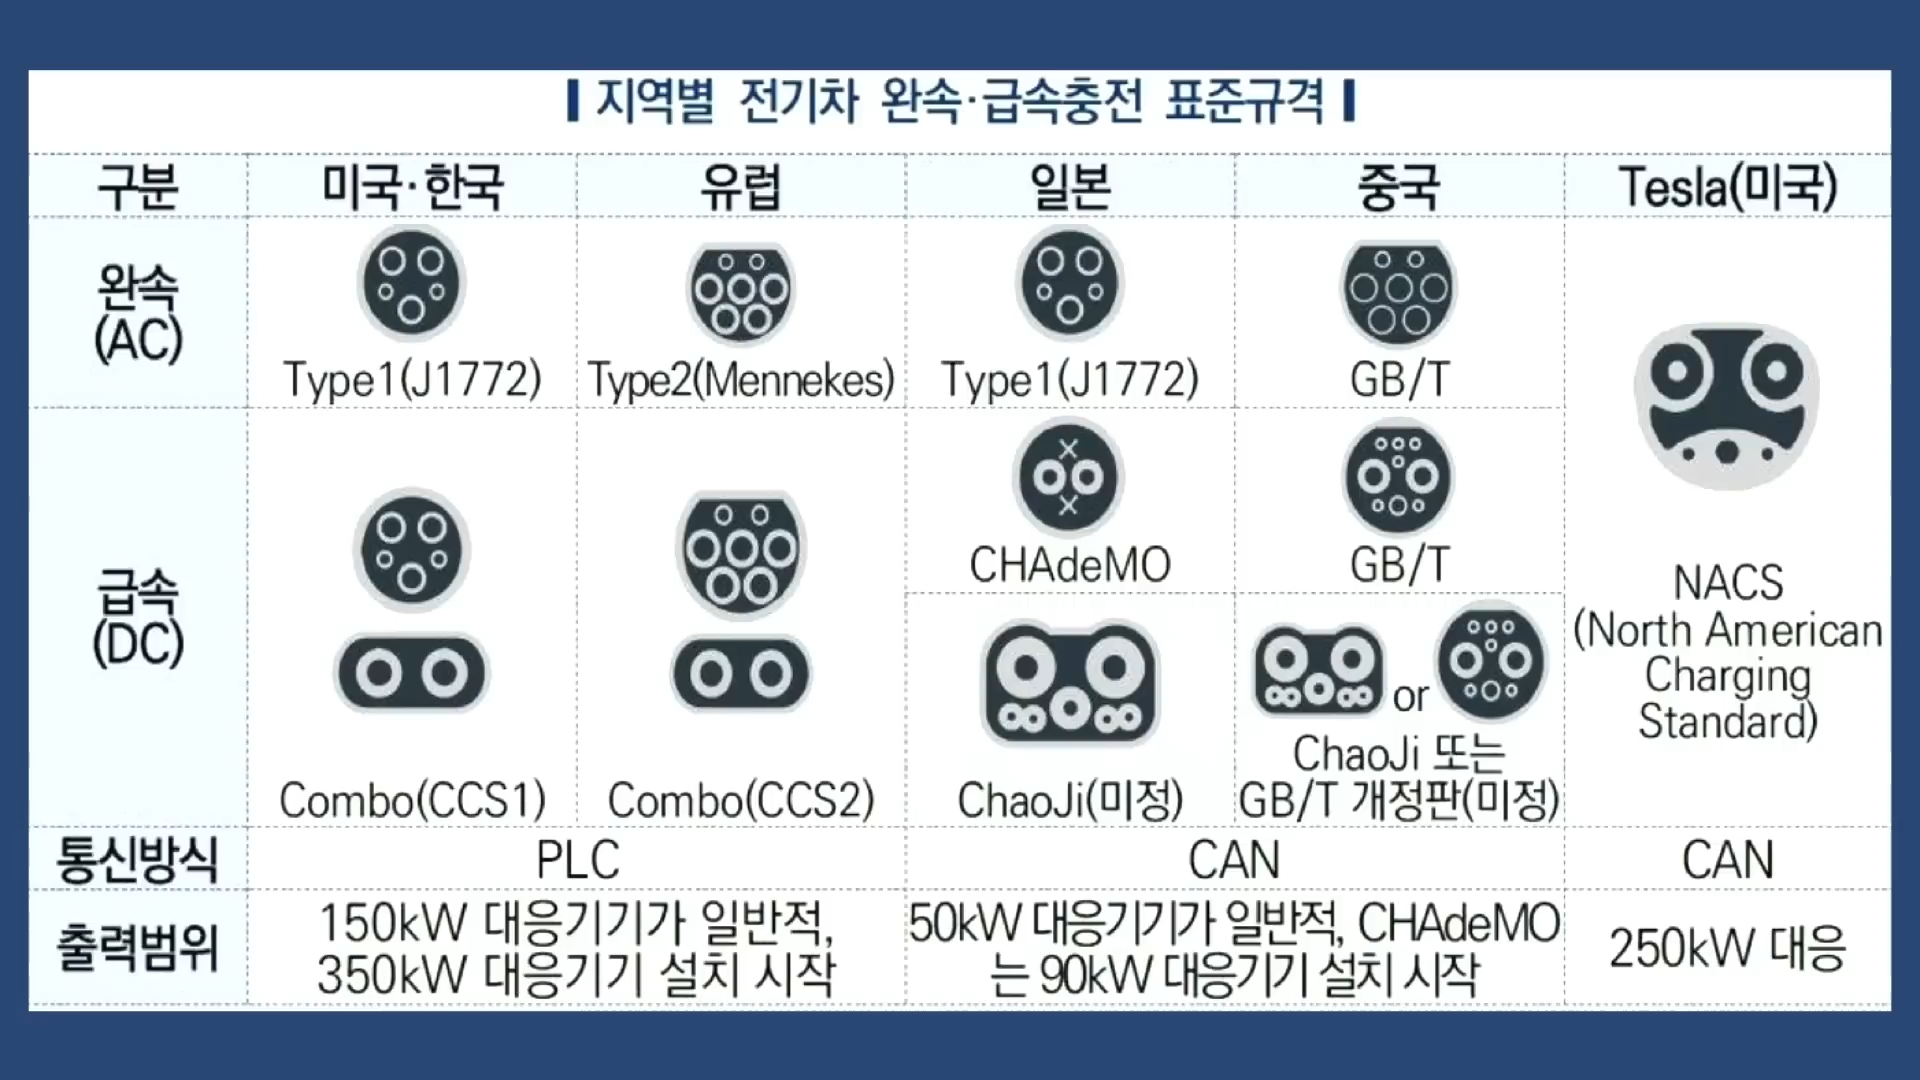 지역별 전기차 완속·급속충전 표준규격
구분
미국·한국
유럽
일본
중국
Tesla(미국)
완속
(AC)
Type1(J1772)
Type2(Mennekes)
Type1(J1772)
GB/T
급속
(DC)
Combo(CCS1)
Combo(CCS2)
CHAdeMO
GB/T
ChaoJi(미정)
or
ChaoJi 또는
GB/T 개정판(미정)
NACS
(North American
Charging
Standard)
통신방식
PLC
CAN
CAN
출력범위
150kW 대응기기가 일반적,
350kW 대응기기 설치 시작
50kW 대응기기가 일반적, CHAdeMO
는 90kW 대응기기 설치 시작
250kW 대응